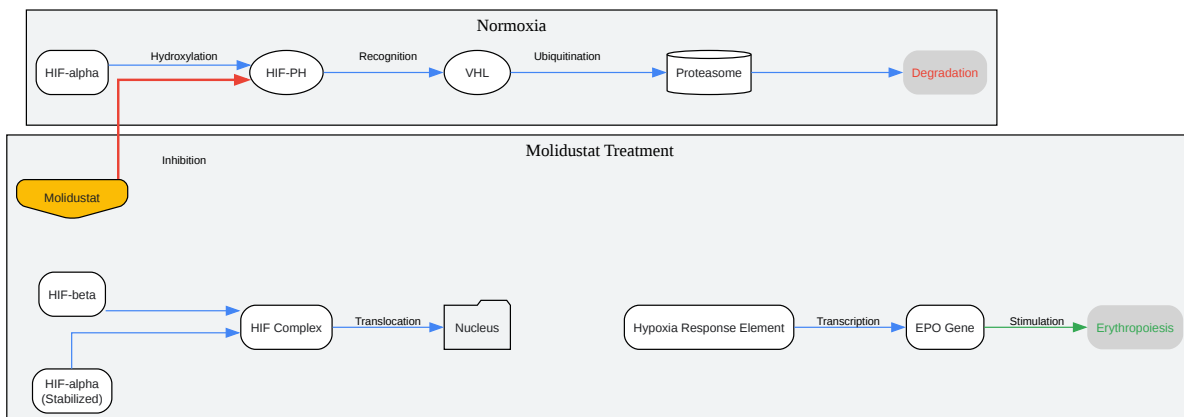 Normoxia
HIF-alpha
Hydroxylation
HIF-PH
Recognition
VHL
Ubiquitination
Proteasome
Degradation
Molidustat Treatment
Inhibition
Molidustat
HIF-beta
HIF Complex
Translocation
Nucleus
Hypoxia Response Element
Transcription
EPO Gene
Stimulation
Erythropoiesis
HIF-alpha
(Stabilized)